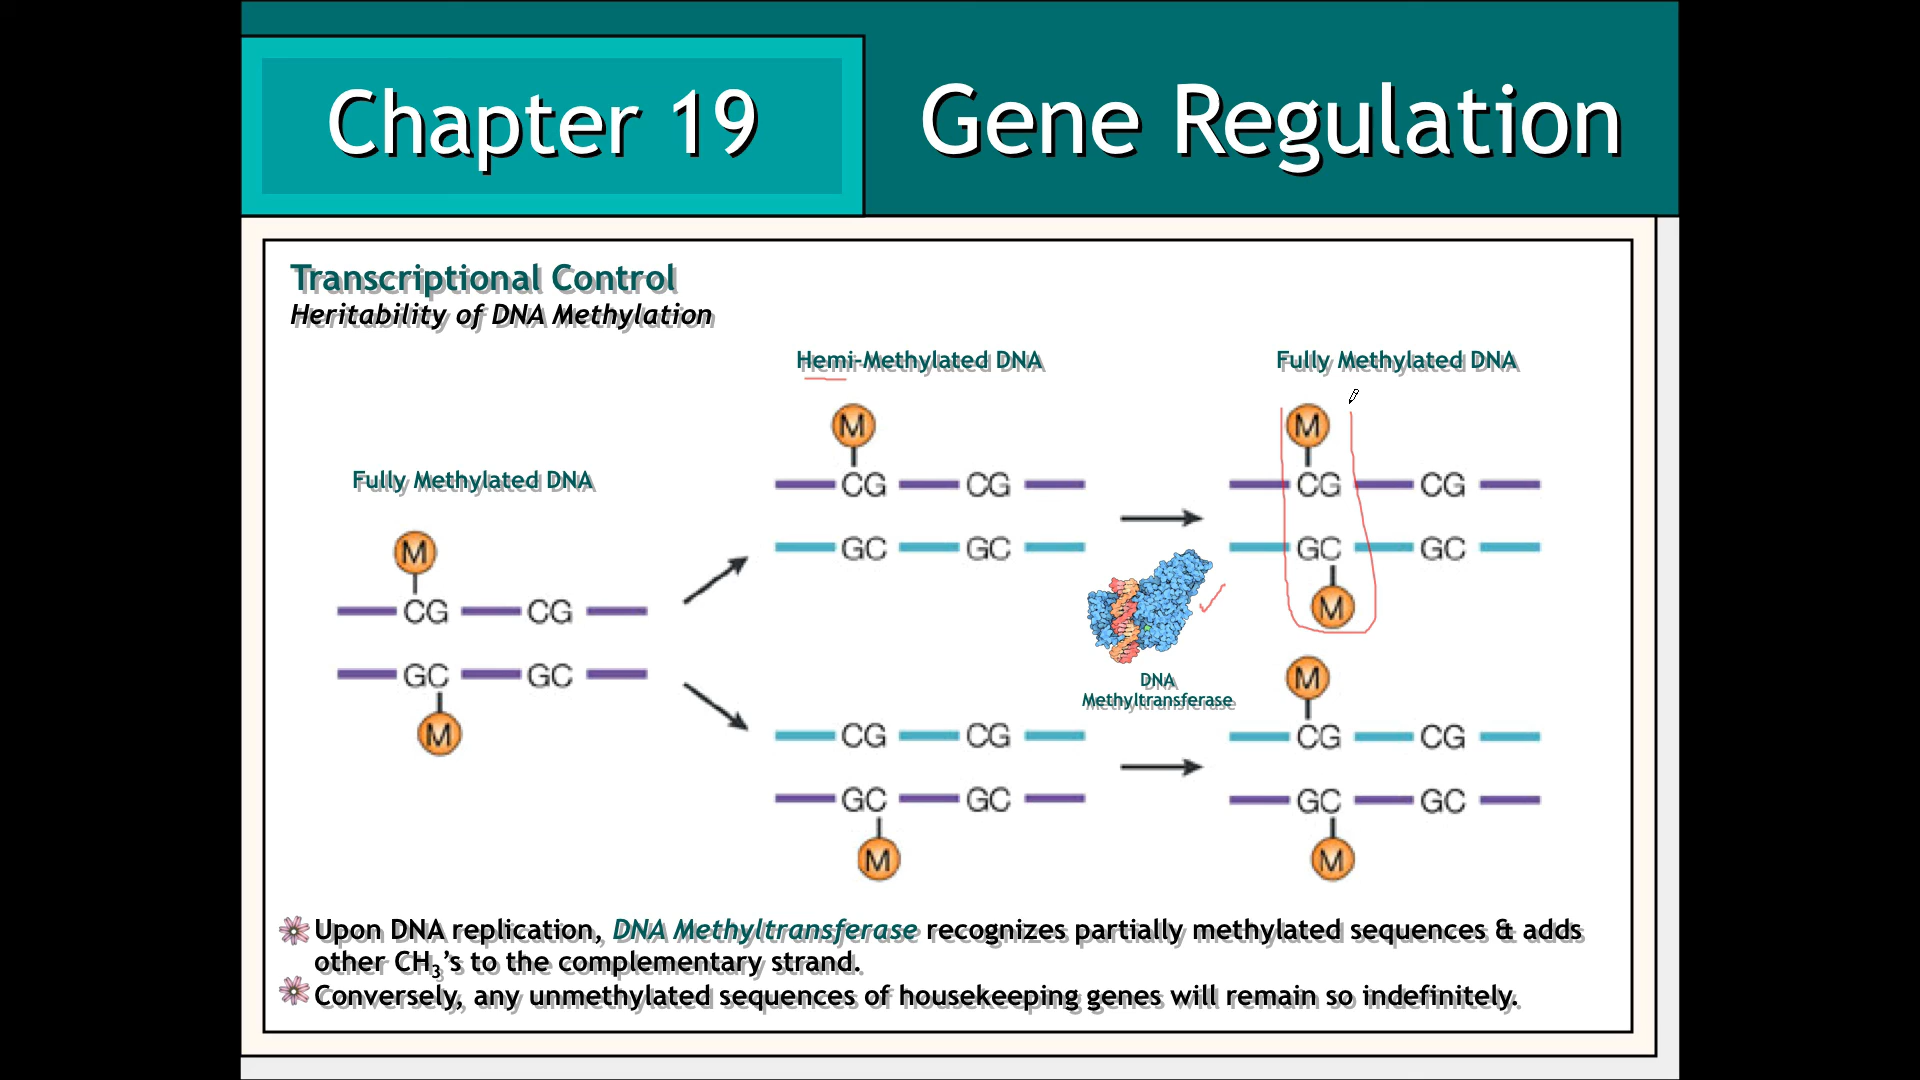 Chapter 19
Gene Regulation
Transcriptional Control
Heritability of DNA Methylation
Fully Methylated DNA
M
CG CG
GC GC
M
Hemi-Methylated DNA
M
CG CG
GC GC
CG CG
GC GC
M
DNA
Methyltransferase
Fully Methylated DNA
M
CG CG
GC GC
M
M
CG CG
GC GC
M
Upon DNA replication, DNA Methyltransferase recognizes partially methylated sequences & adds
other CH₃’s to the complementary strand.
Conversely, any unmethylated sequences of housekeeping genes will remain so indefinitely.